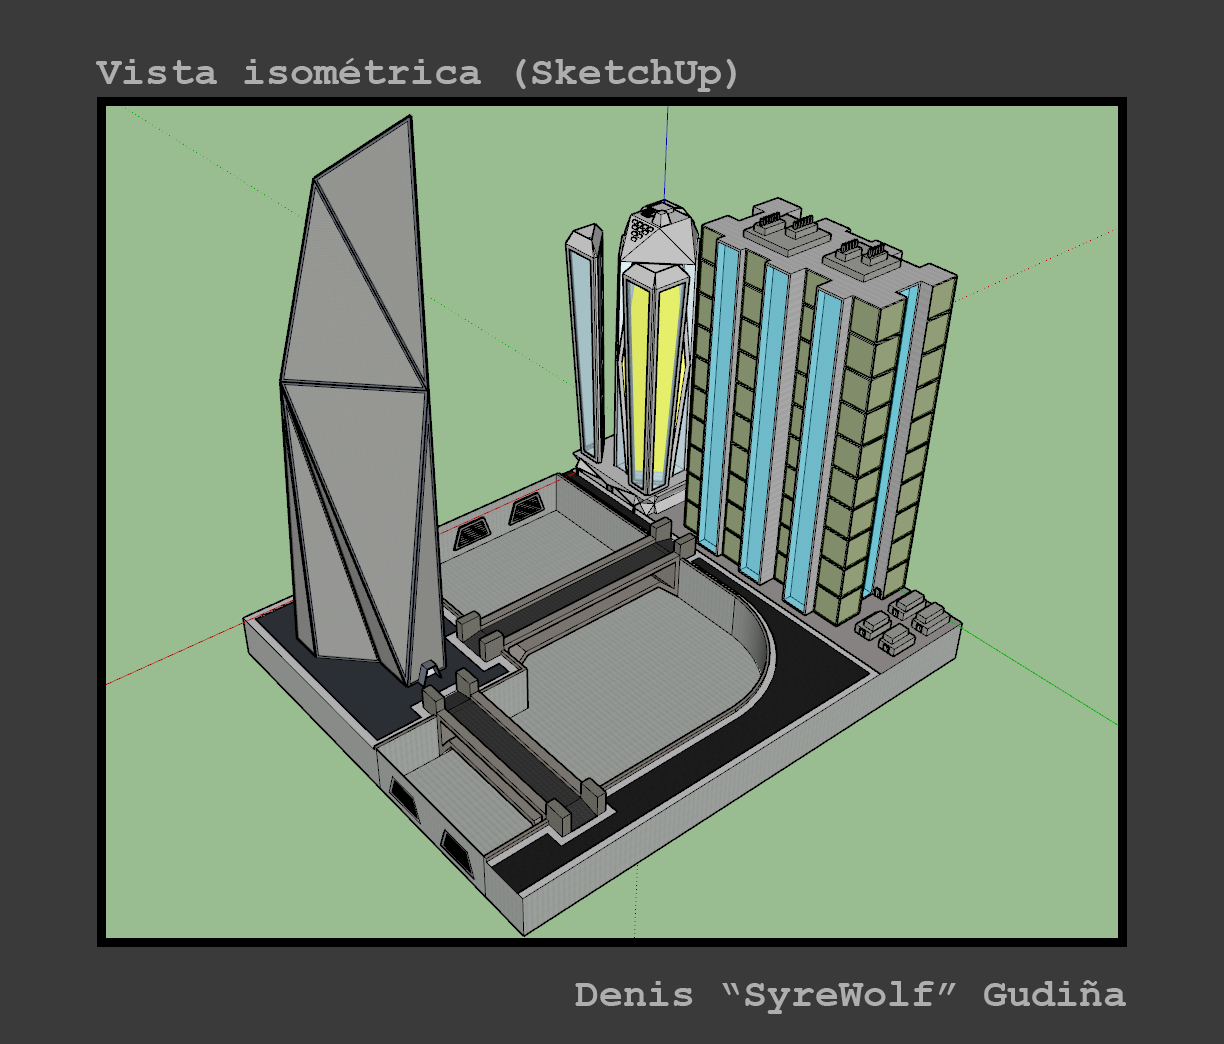 Vista isométrica (SketchUp)
Denis “SyreWolf” Gudiña